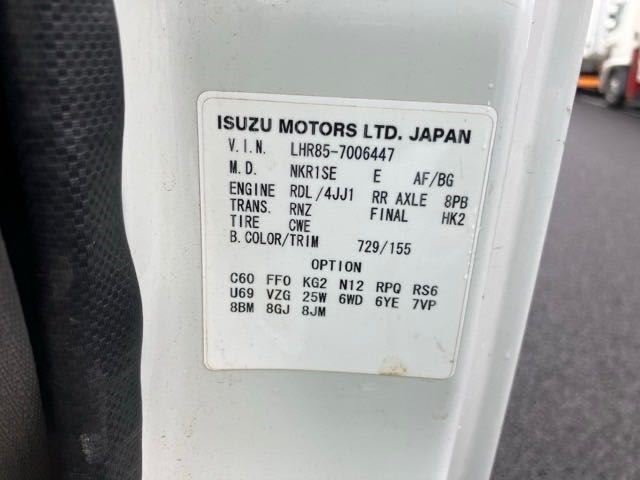 ISUZU MOTORS LTD. JAPAN
V.I.N. LHR85-7006447
M.D. NKR1SE E AF/BG
ENGINE RDL/4JJ1 RR AXLE 8PB
TRANS. RNZ FINAL HK2
TIRE CWE
B.COLOR/TRIM 729/155
OPTION
C60 FF0 KG2 N12 RPQ RS6
U69 VZG 25W 6WD 6YE 7VP
8BM 8GJ 8JM